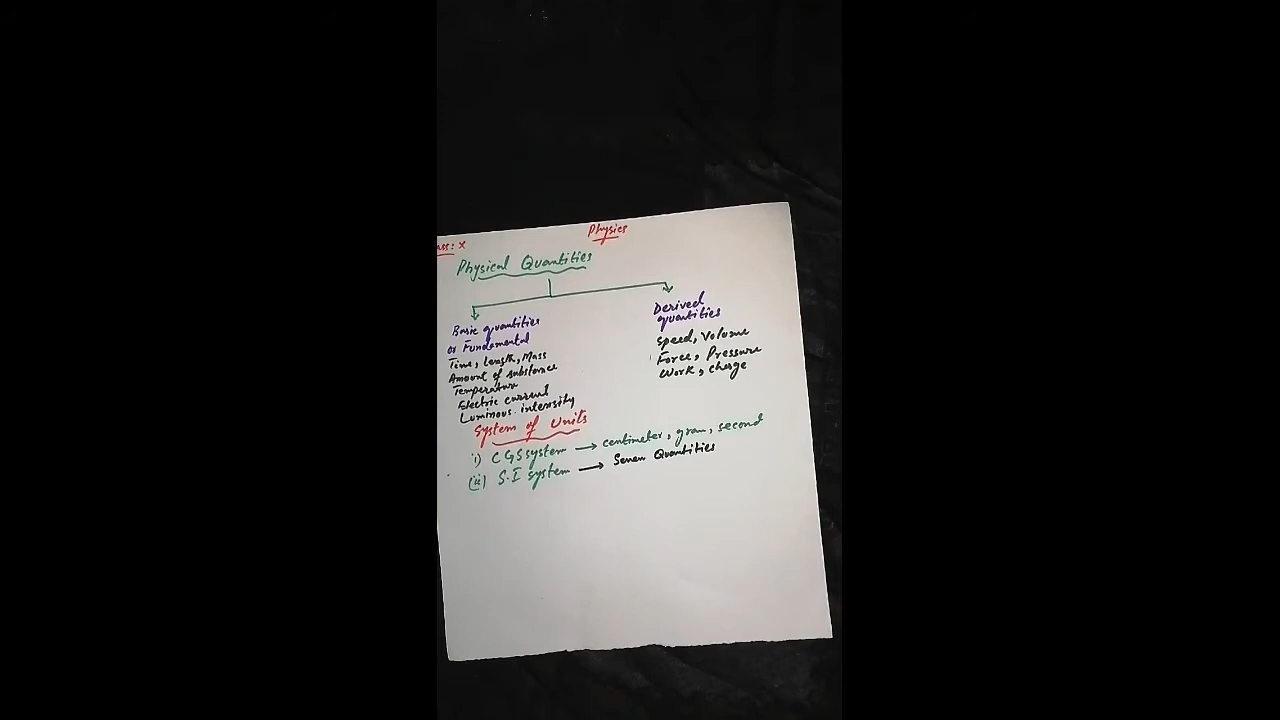 Physics
ass: X
Physical Quantities
Basic quantities
or Fundamental
Time, Length, Mass
Amount of substance
Temperature
Electric current
Luminous intensity
Derived
quantities
Speed, Volume
Force, Pressure
Work, charge
System of Units
i) CGS system → centimeter, gram, second
(ii) S.I system → Seven Quantities